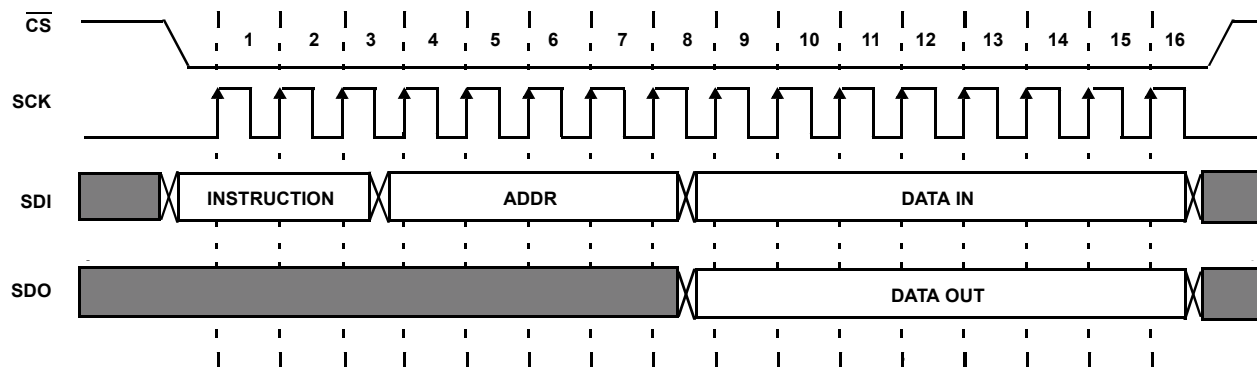 CS
1 2 3 4 5 6 7 8 9 10 11 12 13 14 15 16
SCK
SDI INSTRUCTION ADDR DATA IN
SDO DATA OUT